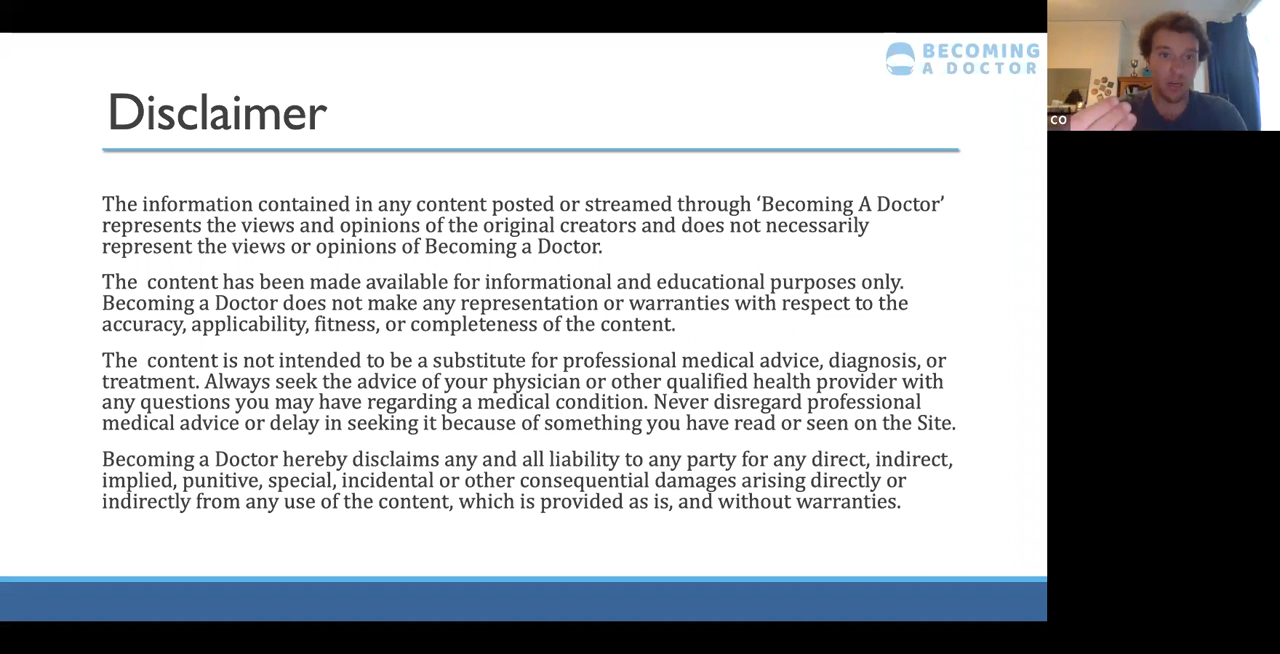 BECOMING
A DOCTOR
Disclaimer
CO
The information contained in any content posted or streamed through ‘Becoming A Doctor’
represents the views and opinions of the original creators and does not necessarily
represent the views or opinions of Becoming a Doctor.
The  content has been made available for informational and educational purposes only.
Becoming a Doctor does not make any representation or warranties with respect to the
accuracy, applicability, fitness, or completeness of the content.
The  content is not intended to be a substitute for professional medical advice, diagnosis, or
treatment. Always seek the advice of your physician or other qualified health provider with
any questions you may have regarding a medical condition. Never disregard professional
medical advice or delay in seeking it because of something you have read or seen on the Site.
Becoming a Doctor hereby disclaims any and all liability to any party for any direct, indirect,
implied, punitive, special, incidental or other consequential damages arising directly or
indirectly from any use of the content, which is provided as is, and without warranties.